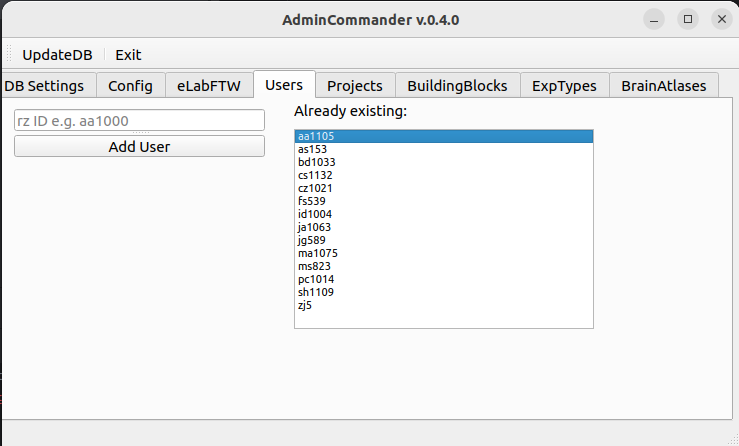 AdminCommander v.0.4.0
UpdateDB Exit
DB Settings Config eLabFTW Users Projects BuildingBlocks ExpTypes BrainAtlases
rz ID e.g. aa1000
Add User
Already existing:
aa1105
as153
bd1033
cs1132
cz1021
fs539
id1004
ja1063
jg589
ma1075
ms823
pc1014
sh1109
zj5